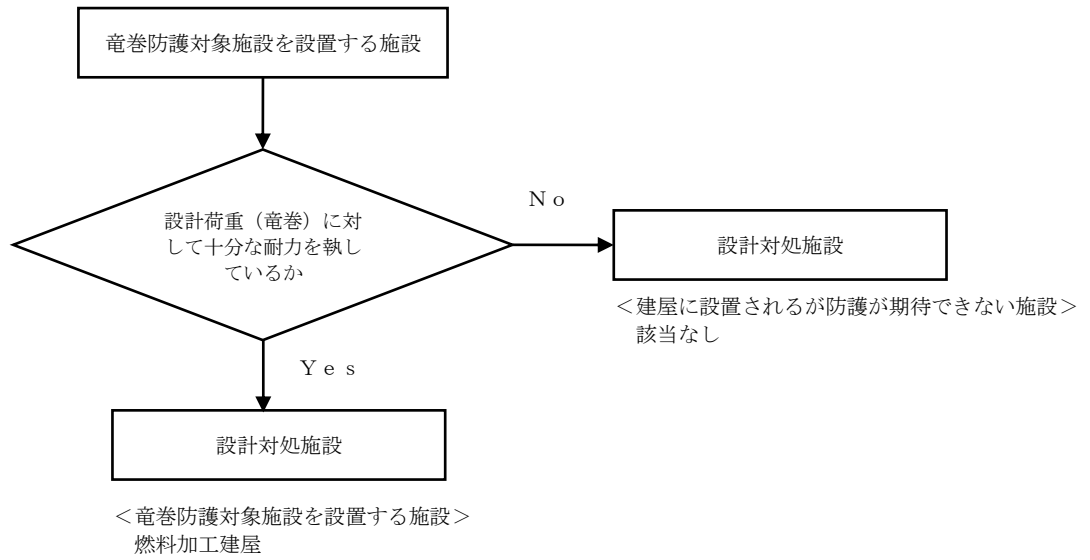 竜巻防護対象施設を設置する施設
設計荷重（竜巻）に対
して十分な耐力を執し
ているか
Ｎｏ
設計対処施設
＜建屋に設置されるが防護が期待できない施設＞
該当なし
Ｙｅｓ
設計対処施設
＜竜巻防護対象施設を設置する施設＞
燃料加工建屋